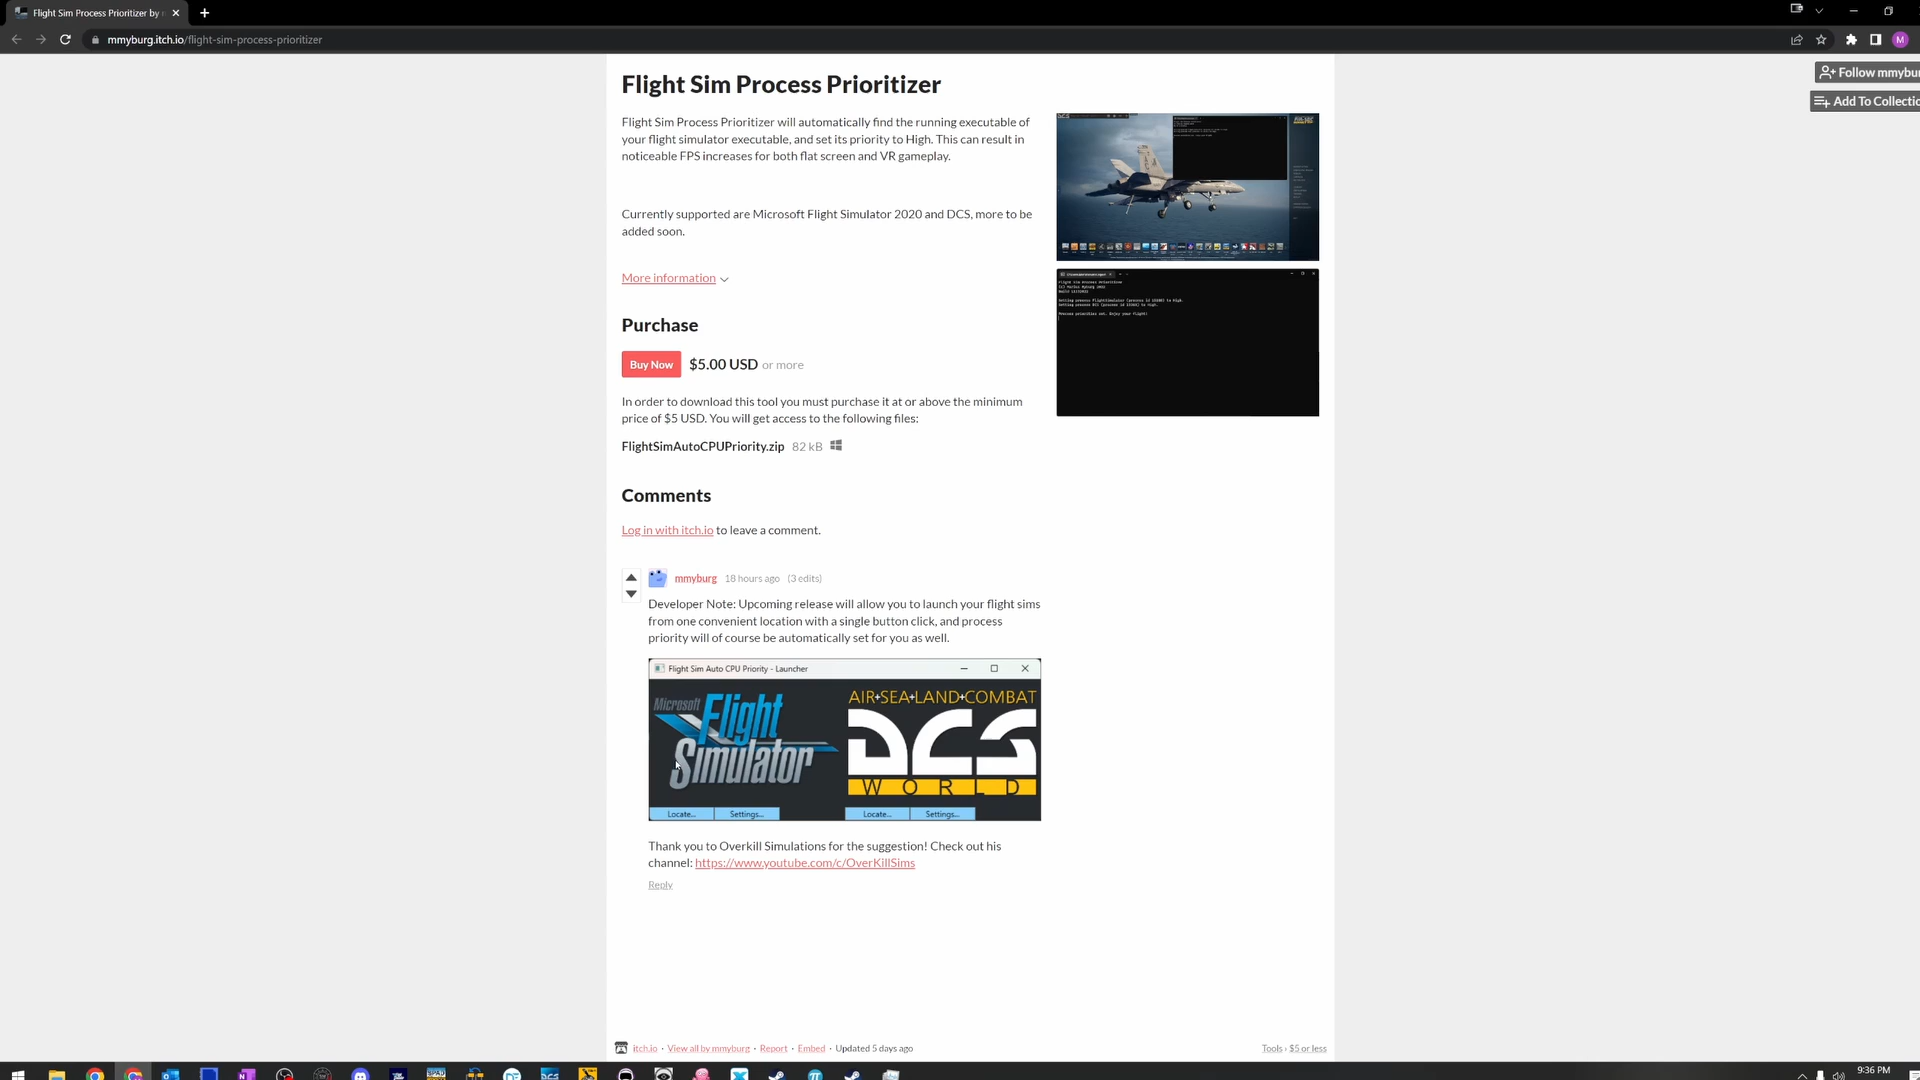 Flight Sim Process Prioritizer by
mmyburg.itch.io/flight-sim-process-prioritizer
M
Follow mmybur
Add To Collectio
Flight Sim Process Prioritizer
Flight Sim Process Prioritizer will automatically find the running executable of
your flight simulator executable, and set its priority to High. This can result in
noticeable FPS increases for both flat screen and VR gameplay.
Currently supported are Microsoft Flight Simulator 2020 and DCS, more to be
added soon.
More information
Purchase
Buy Now $5.00 USD or more
In order to download this tool you must purchase it at or above the minimum
price of $5 USD. You will get access to the following files:
FlightSimAutoCPUPriority.zip 82 kB
DCS
Flight Sim Process Prioritizer
Process priorities set. Enjoy your flight!
Comments
Log in with itch.io to leave a comment.
mmyburg 18 hours ago (3 edits)
Developer Note: Upcoming release will allow you to launch your flight sims
from one convenient location with a single button click, and process
priority will of course be automatically set for you as well.
Flight Sim Auto CPU Priority - Launcher
Microsoft Flight Simulator
AIR+SEA+LAND+COMBAT
DCS
WORLD
Locate... Settings... Locate... Settings...
Thank you to Overkill Simulations for the suggestion! Check out his
channel: https://www.youtube.com/c/OverKillSims
Reply
itch.io · View all by mmyburg · Report · Embed · Updated 5 days ago
Tools › $5 or less
9:36 PM